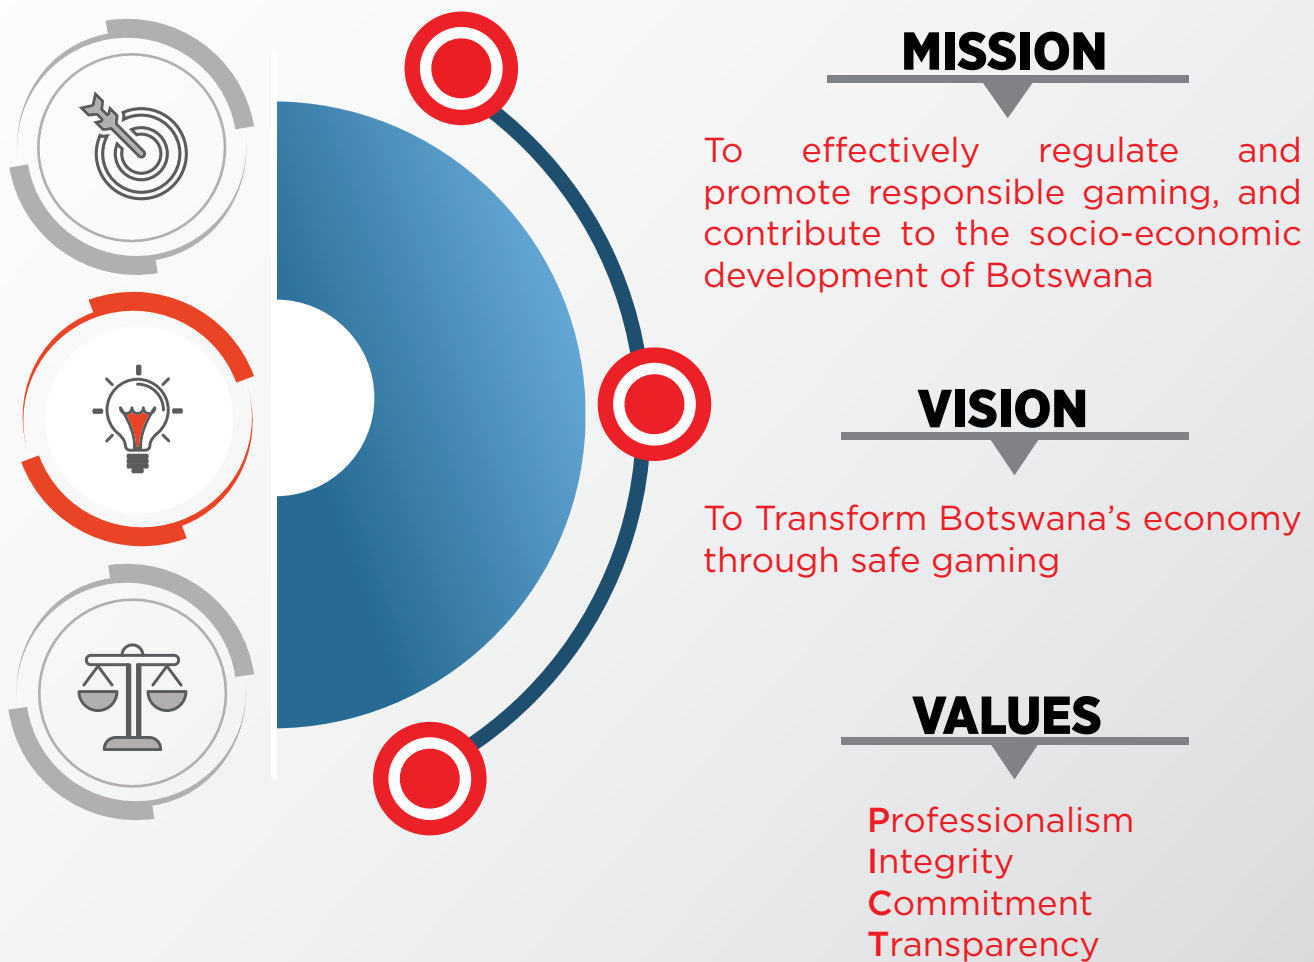 MISSION
To effectively regulate and
promote responsible gaming, and
contribute to the socio-economic
development of Botswana
VISION
To Transform Botswana’s economy
through safe gaming
VALUES
Professionalism
Integrity
Commitment
Transparency